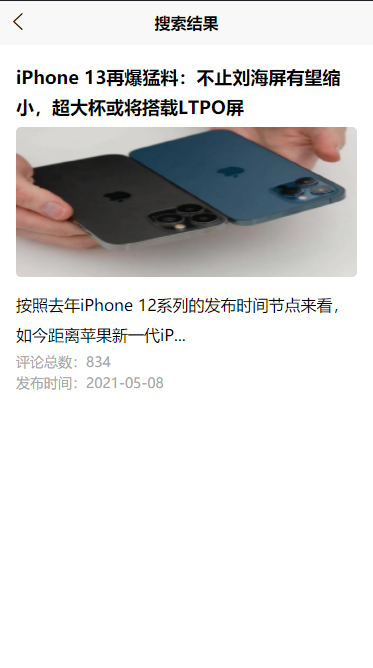 搜索结果
iPhone 13再爆猛料：不止刘海屏有望缩
小，超大杯或将搭载LTPO屏
按照去年iPhone 12系列的发布时间节点来看，
如今距离苹果新一代iP...
评论总数：834
发布时间：2021-05-08